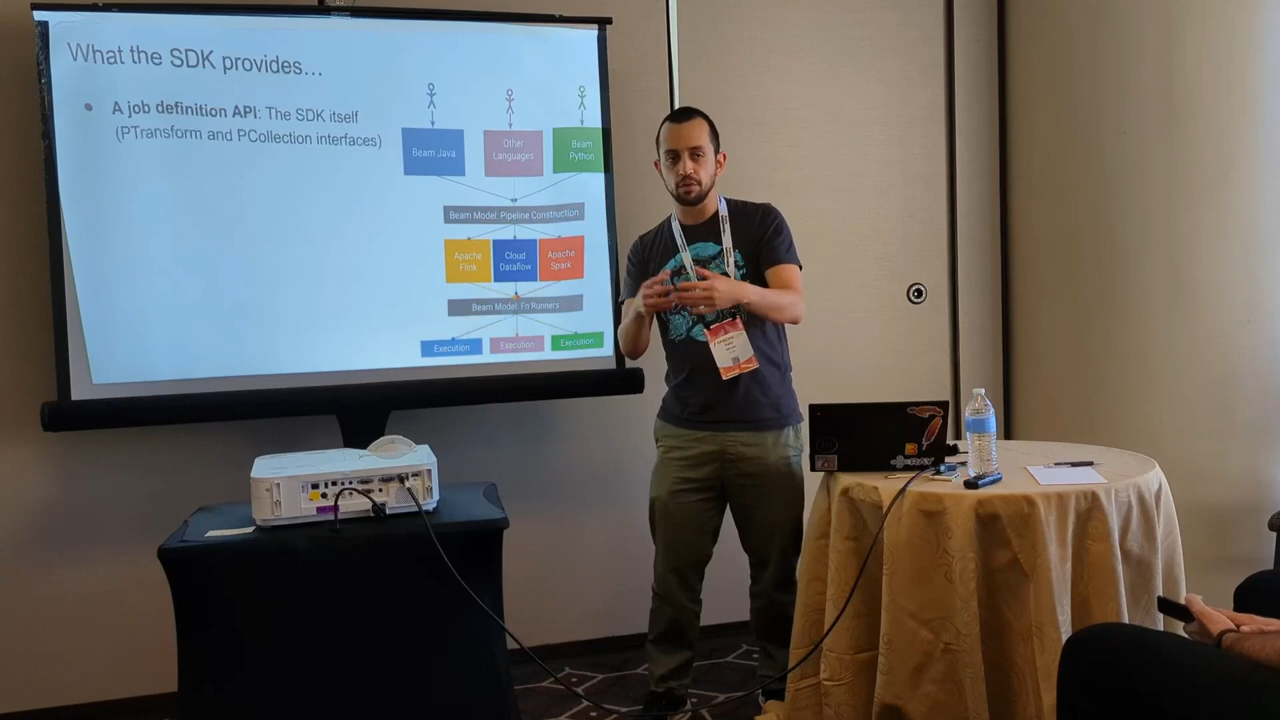 What the SDK provides…
• A job definition API: The SDK itself
(PTransform and PCollection interfaces)
Beam Java
Other
Languages
Beam
Python
Beam Model: Pipeline Construction
Apache
Flink
Cloud
Dataflow
Apache
Spark
Beam Model: Fn Runners
Execution
Execution
Execution
RAY